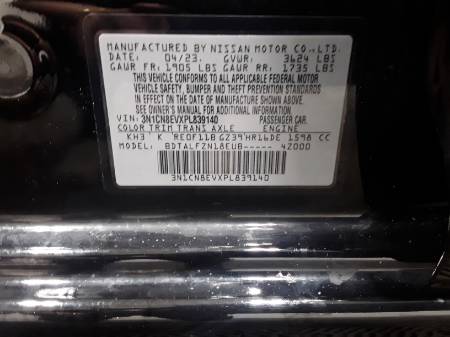 MANUFACTURED BY NISSAN MOTOR CO., LTD.
DATE: 04/23. GVWR: 3624 LBS
GAWR FR: 1905 LBS GAWR RR: 1735 LBS
THIS VEHICLE CONFORMS TO ALL APPLICABLE FEDERAL MOTOR
VEHICLE SAFETY, BUMPER AND THEFT PREVENTION STANDARDS
IN EFFECT ON THE DATE OF MANUFACTURE SHOWN ABOVE.
SEE OWNER'S MANUAL FOR ADDITIONAL INFORMATION
VIN: 3N1CN8EVXPL839140 PASSENGER CAR.
COLOR TRIM TRANS AXLE ENGINE
KH3 K RE0F11B GZ39 HR16DE 1598 CC
MODEL: BDTALFZN18EUB----- 4Z000
3N1CN8EVXPL839140